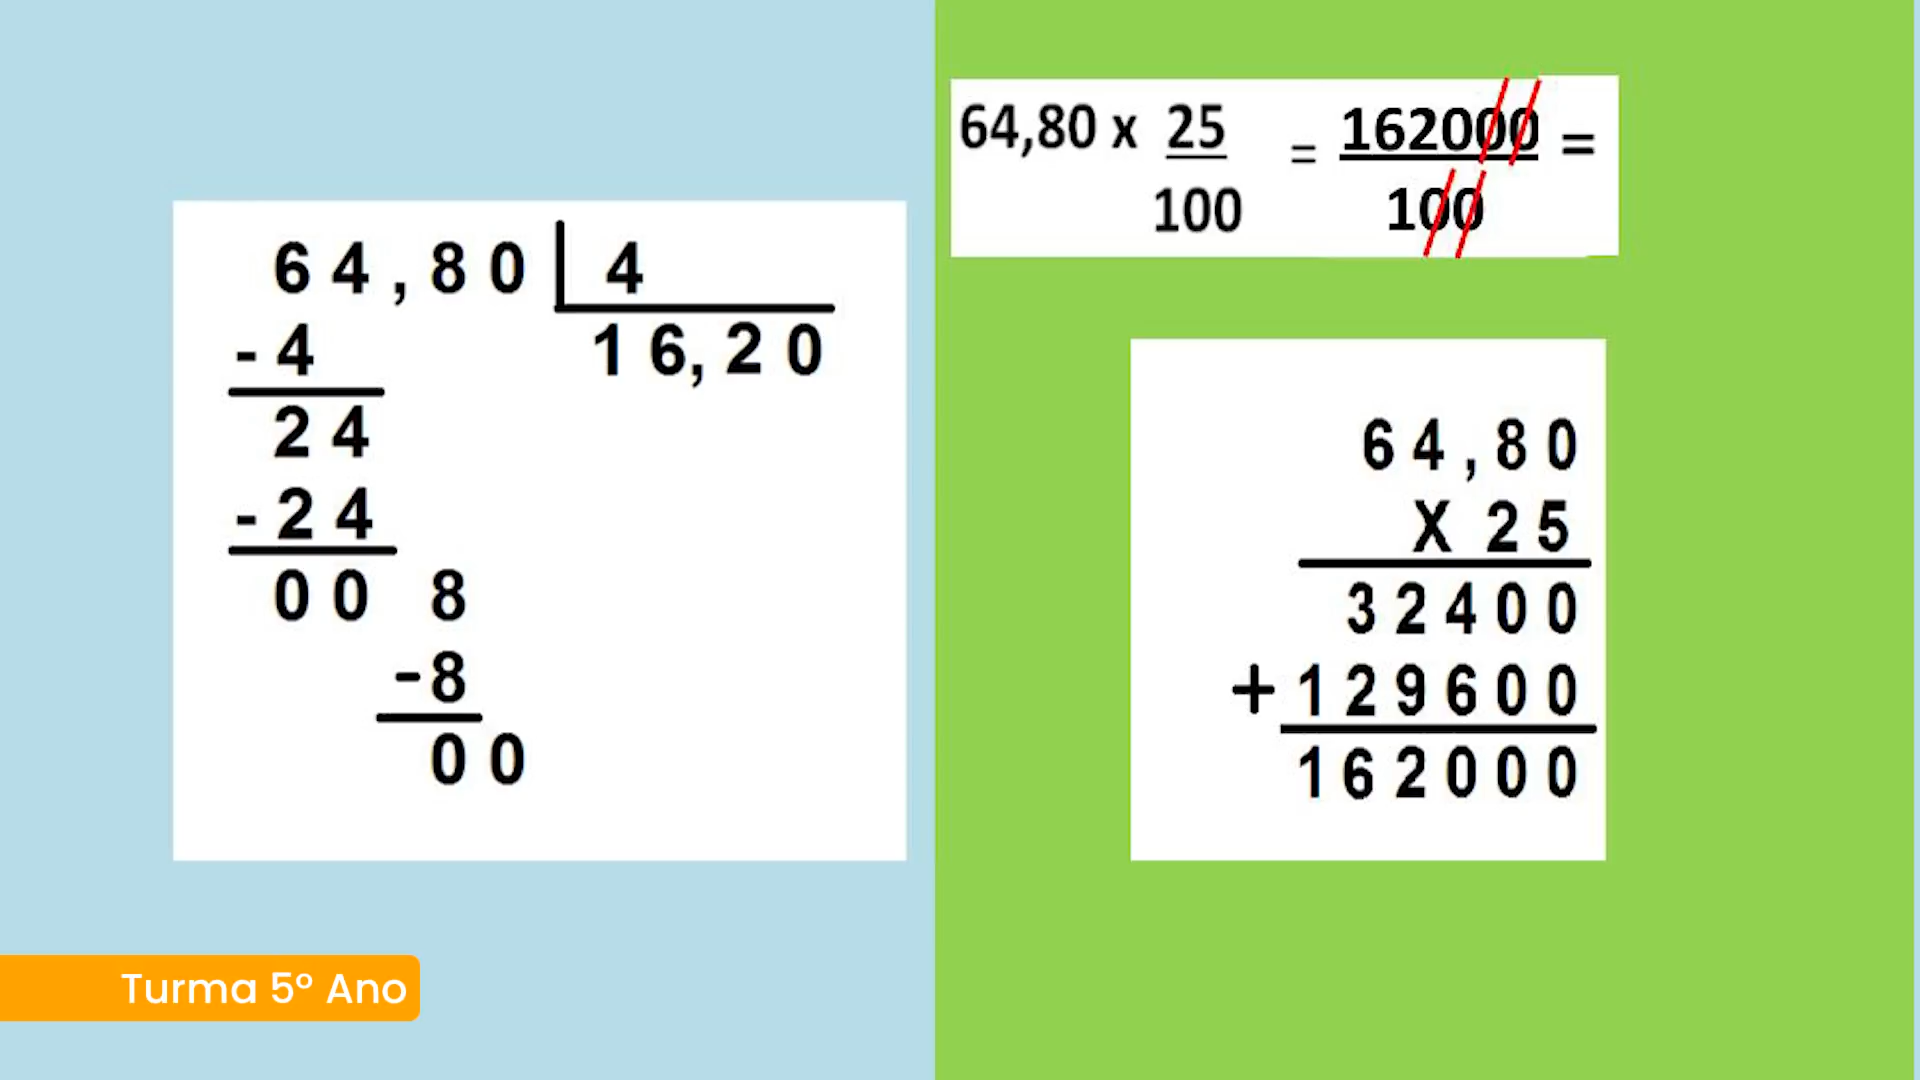 64,80 | 4
-4 16,20
24
-24
00 8
-8
00
64,80 x 25/100 = 162000/100 =
64,80
X 25
32400
+129600
162000
Turma 5º Ano